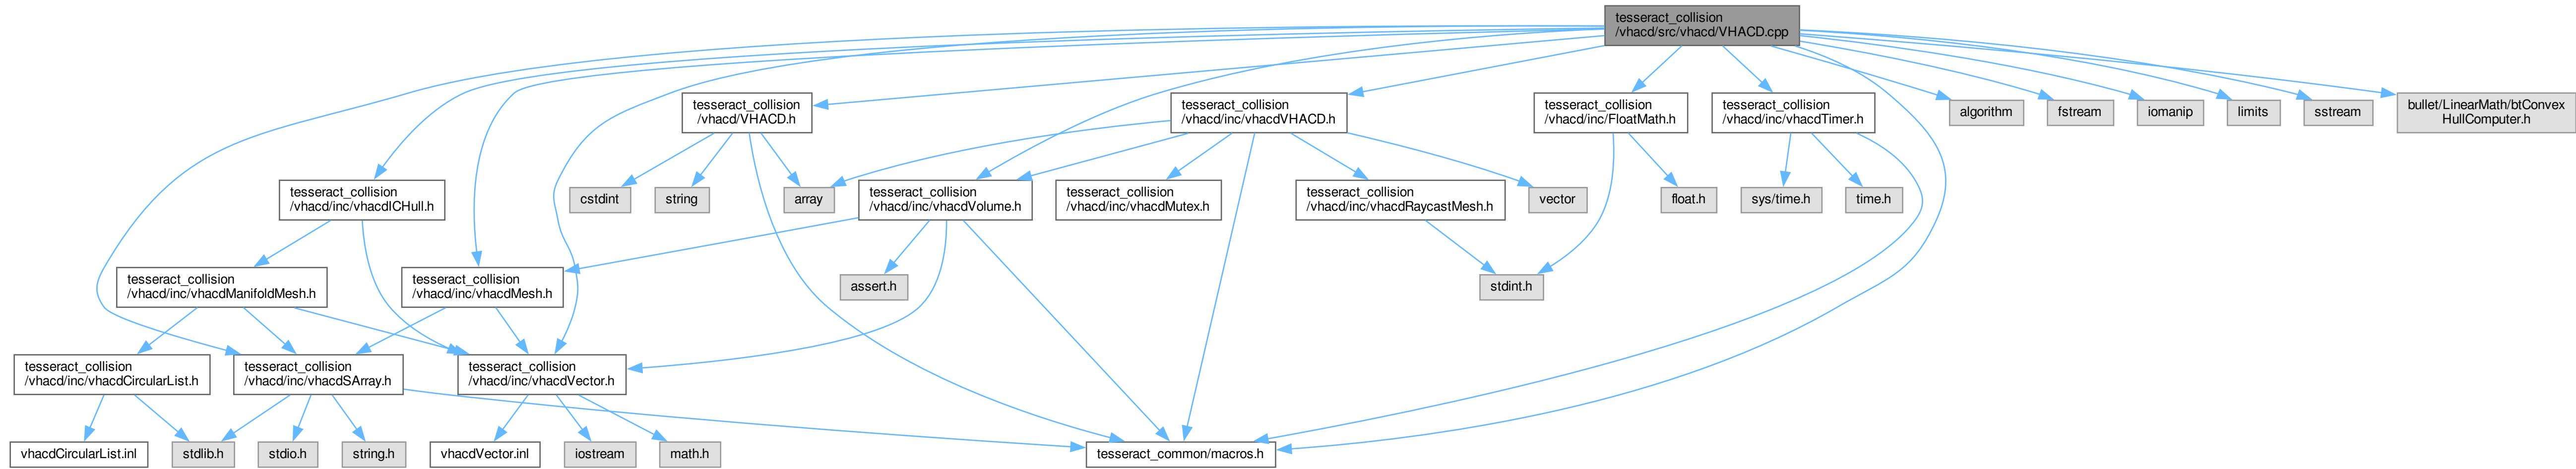 tesseract_collision
/vhacd/src/vhacd/VHACD.cpp
tesseract_collision
/vhacd/VHACD.h
tesseract_collision
/vhacd/inc/vhacdVHACD.h
tesseract_collision
/vhacd/inc/FloatMath.h
tesseract_collision
/vhacd/inc/vhacdTimer.h
algorithm
fstream
iomanip
limits
sstream
bullet/LinearMath/btConvex
HullComputer.h
tesseract_collision
/vhacd/inc/vhacdICHull.h
cstdint
string
array
tesseract_collision
/vhacd/inc/vhacdVolume.h
tesseract_collision
/vhacd/inc/vhacdMutex.h
tesseract_collision
/vhacd/inc/vhacdRaycastMesh.h
vector
float.h
sys/time.h
time.h
tesseract_collision
/vhacd/inc/vhacdManifoldMesh.h
tesseract_collision
/vhacd/inc/vhacdMesh.h
assert.h
stdint.h
tesseract_collision
/vhacd/inc/vhacdCircularList.h
tesseract_collision
/vhacd/inc/vhacdSArray.h
tesseract_collision
/vhacd/inc/vhacdVector.h
vhacdCircularList.inl
stdlib.h
stdio.h
string.h
vhacdVector.inl
iostream
math.h
tesseract_common/macros.h